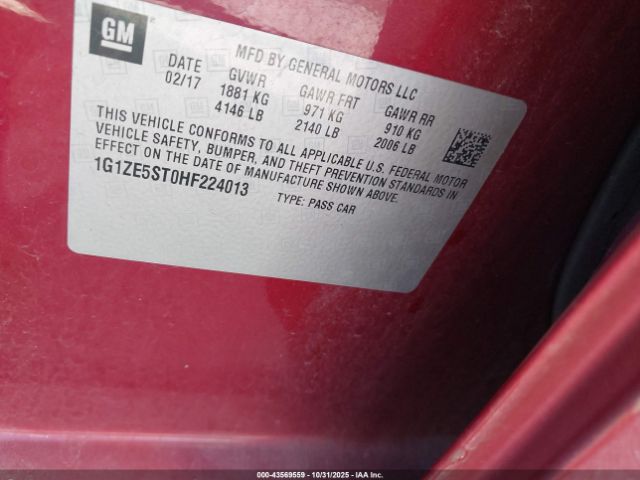 GM
MFD BY GENERAL MOTORS LLC
DATE GVWR GAWR FRT GAWR RR
02/17 1881 KG 971 KG 910 KG
4146 LB 2140 LB 2006 LB
THIS VEHICLE CONFORMS TO ALL APPLICABLE U.S. FEDERAL MOTOR
VEHICLE SAFETY, BUMPER, AND THEFT PREVENTION STANDARDS IN
EFFECT ON THE DATE OF MANUFACTURE SHOWN ABOVE.
1G1ZE5ST0HF224013 TYPE: PASS CAR
000-43569559 | 10/31/2025 - IAA Inc.